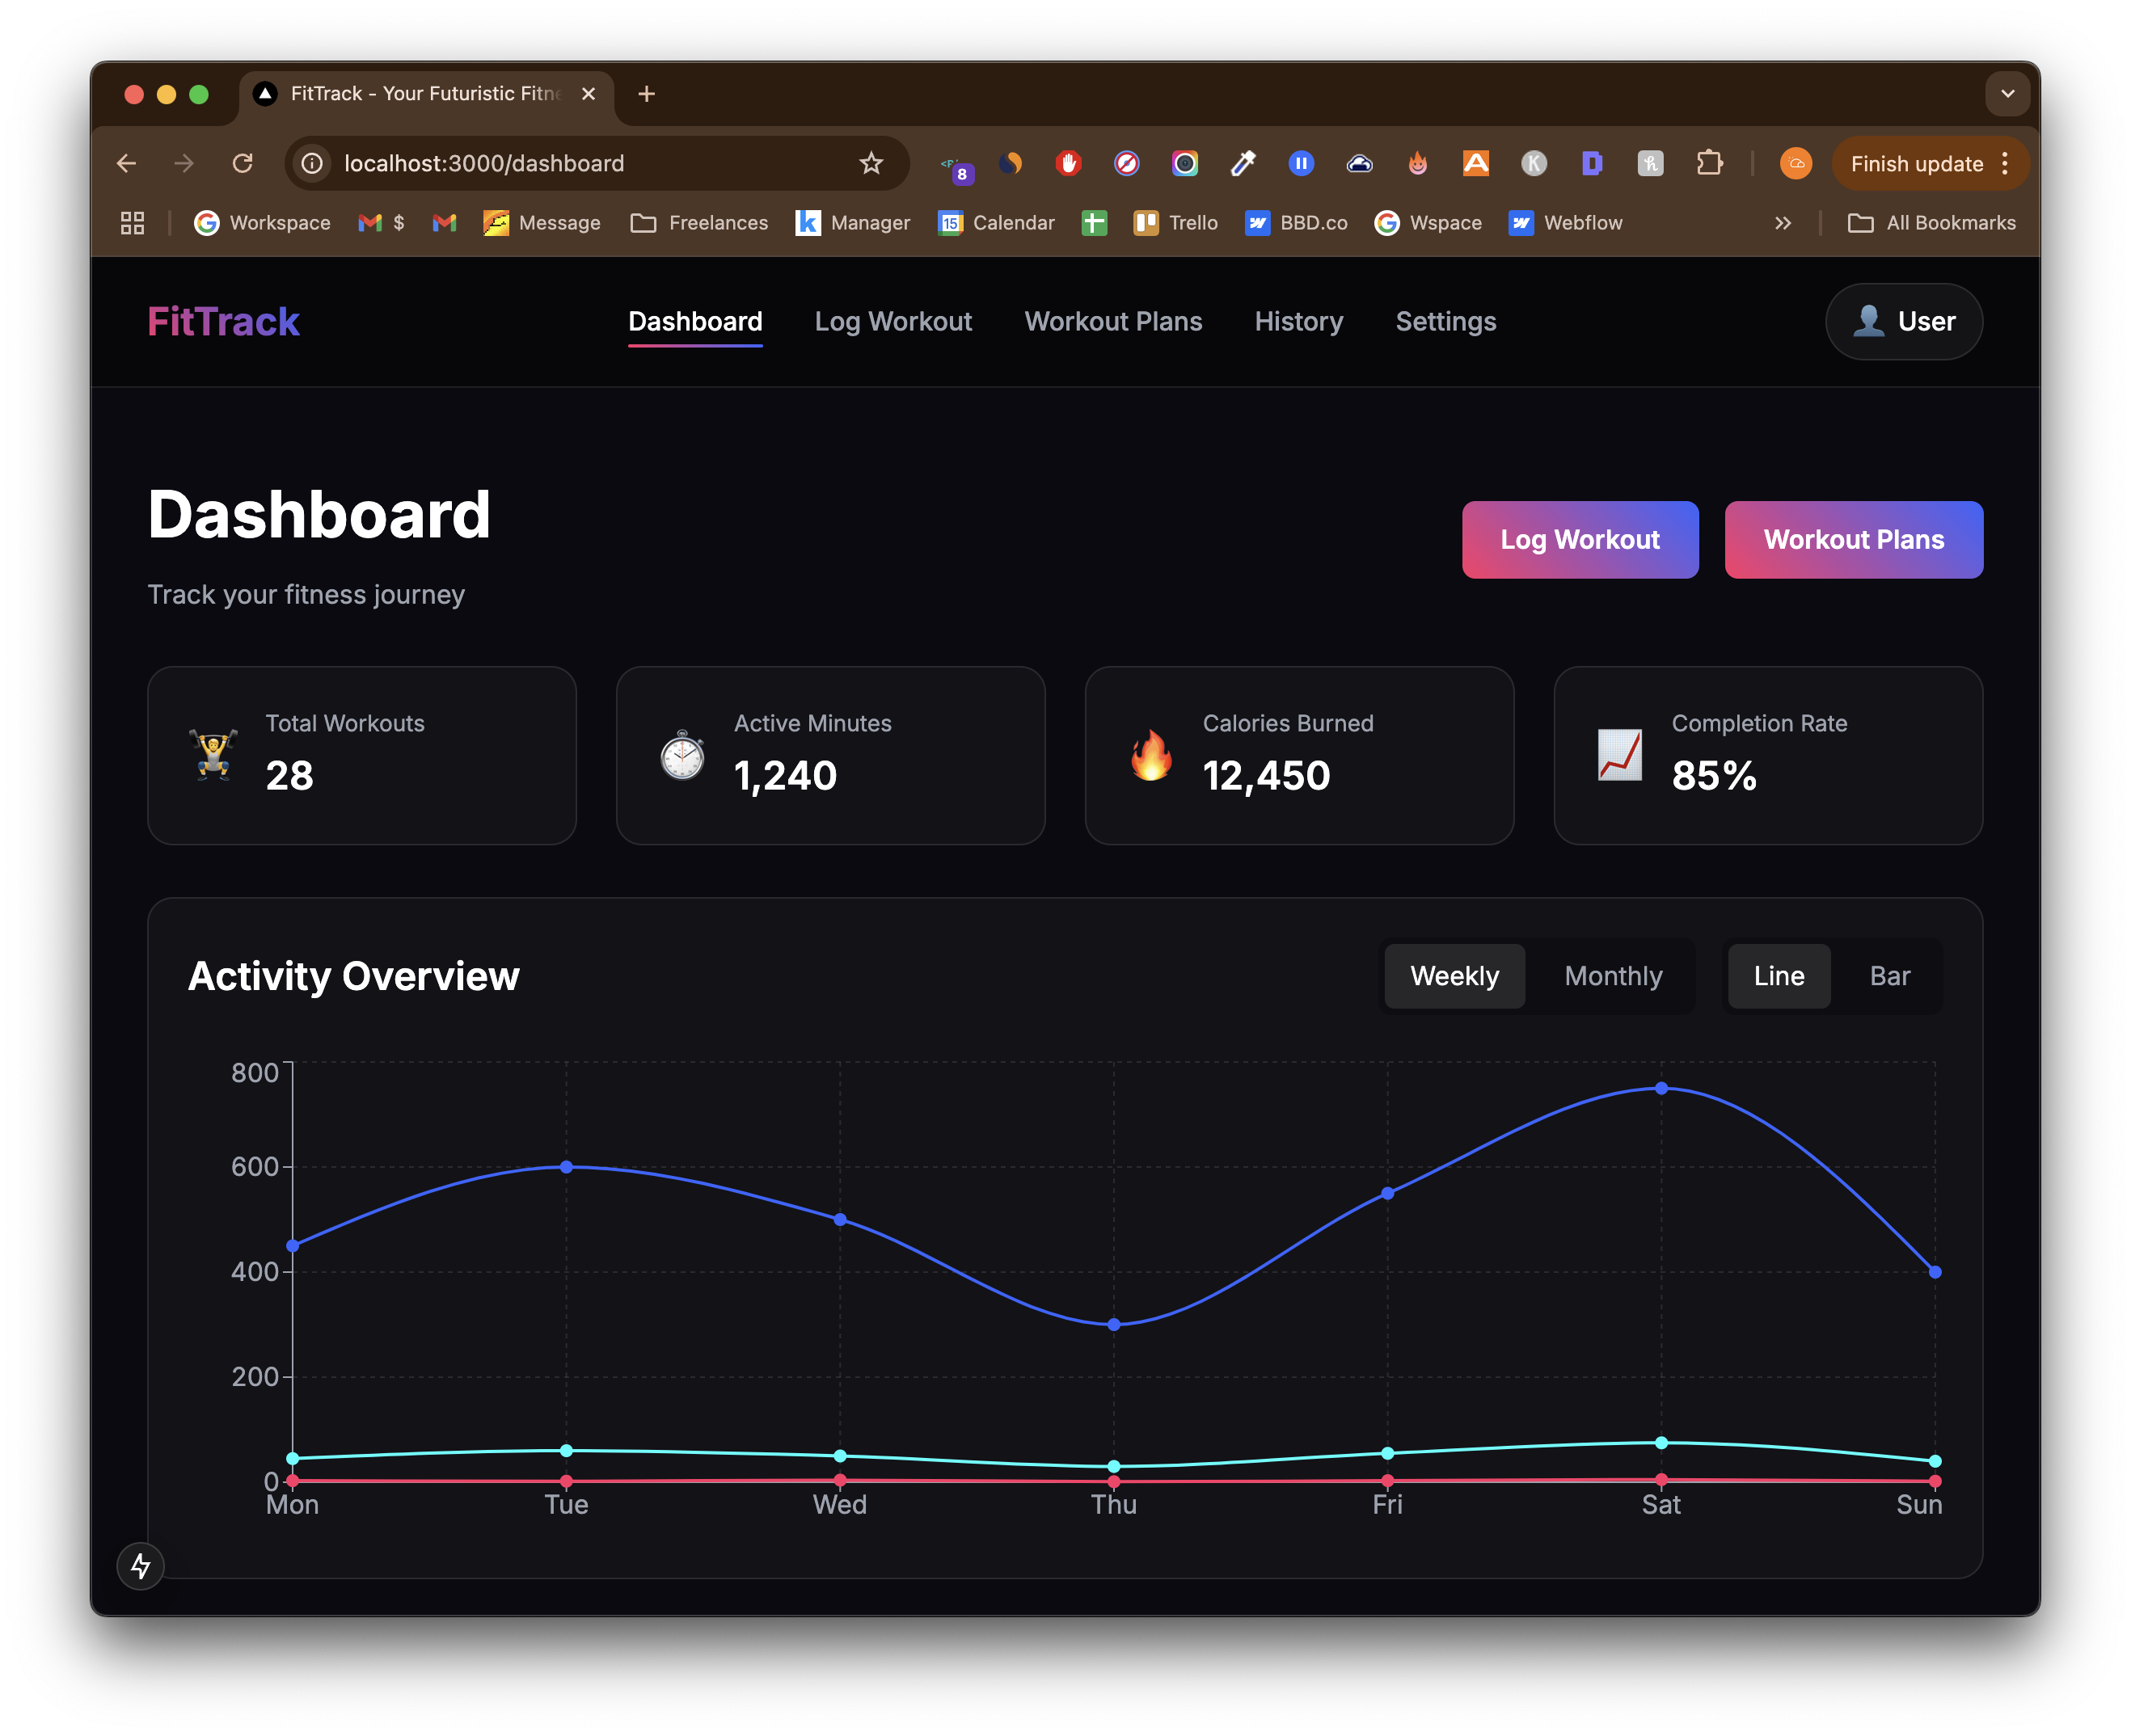 FitTrack - Your Futuristic Fitne
localhost:3000/dashboard
8
Finish update
Workspace
$
Message
Freelances
Manager
15
Calendar
Trello
BBD.co
Wspace
Webflow
All Bookmarks
FitTrack
Dashboard
Log Workout
Workout Plans
History
Settings
User
Dashboard
Track your fitness journey
Log Workout
Workout Plans
Total Workouts
28
Active Minutes
1,240
Calories Burned
12,450
Completion Rate
85%
Activity Overview
Weekly
Monthly
Line
Bar
800
600
400
200
0
Mon
Tue
Wed
Thu
Fri
Sat
Sun